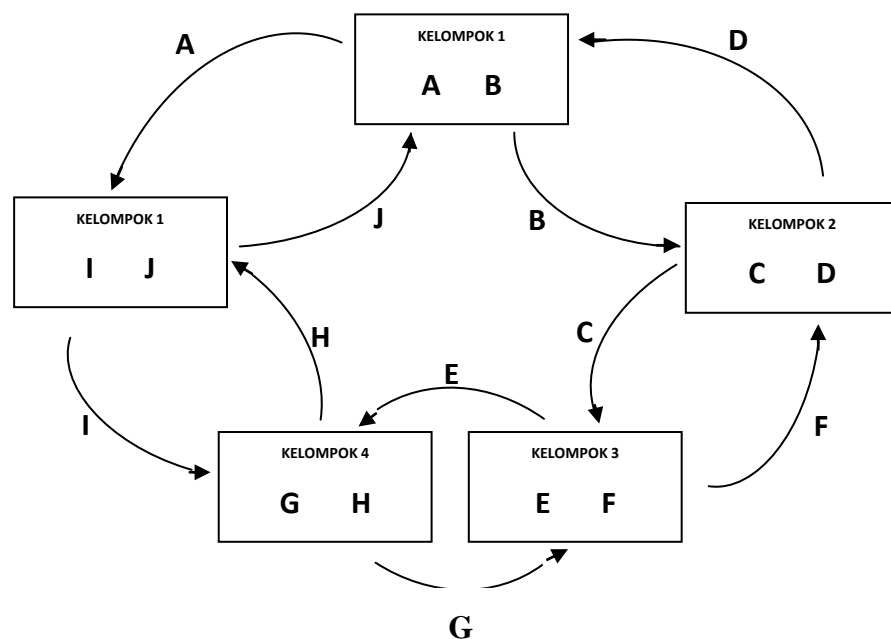 A
KELOMPOK 1
A B
D
KELOMPOK 1
I J
J
B
KELOMPOK 2
C D
H
E
C
I
F
KELOMPOK 4
G H
KELOMPOK 3
E F
G